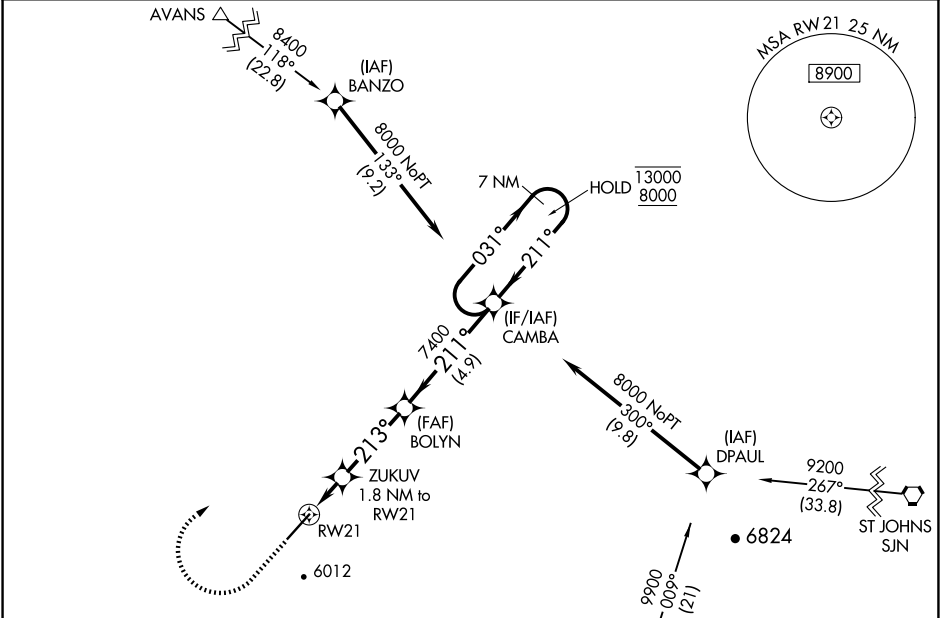 AVANS
8400
118°
(22.8)
(IAF)
BANZO
8000 NoPT
133°
(9.2)
MSA RW21 25 NM
8900
7 NM
HOLD
13000
8000
031°
211°
(IF/IAF)
CAMBA
7400
211°
(4.9)
(FAF)
BOLYN
213°
ZUKUV
1.8 NM to
RW21
RW21
6012
8000 NoPT
300°
(9.8)
(IAF)
DPAUL
9200
267°
(33.8)
ST JOHNS
SJN
6824
9900
009°
(21)